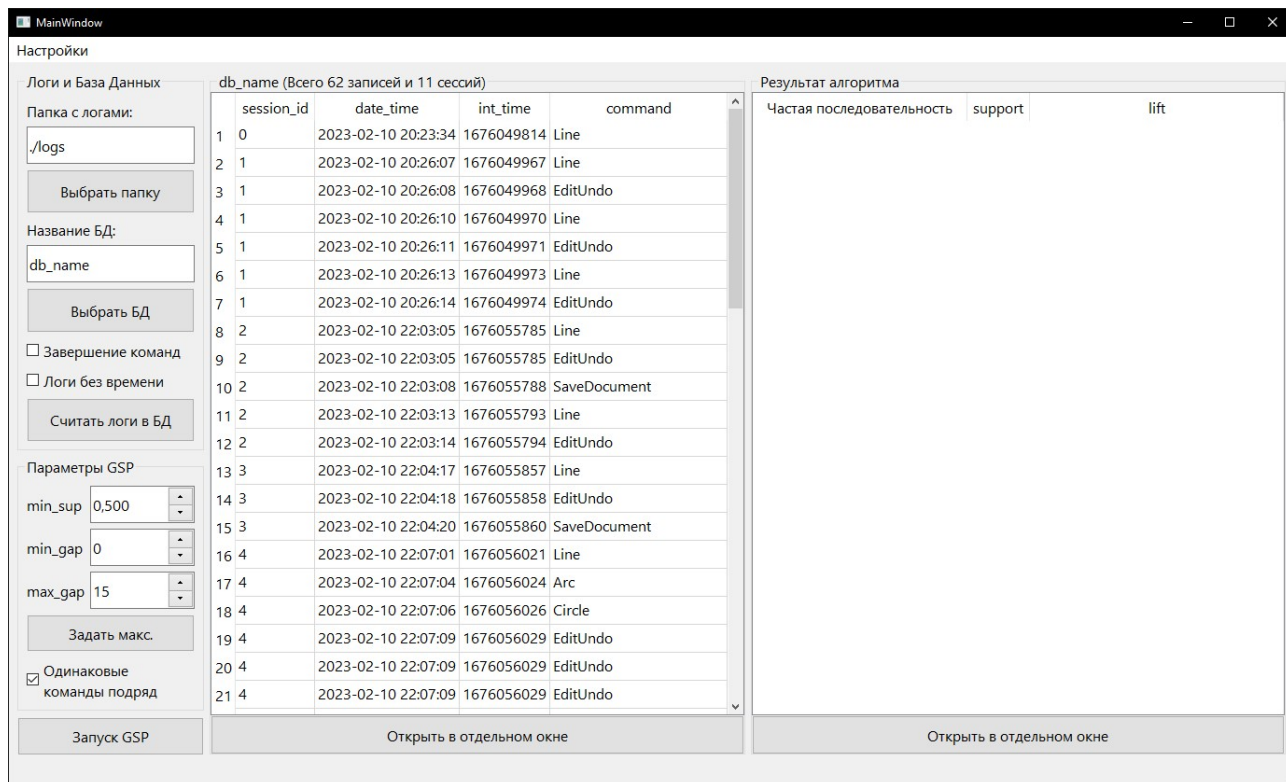 MainWindow
Настройки
Логи и База Данных
Папка с логами:
./logs
Выбрать папку
Название БД:
db_name
Выбрать БД
Завершение команд
Логи без времени
Считать логи в БД
Параметры GSP
min_sup 0,500
min_gap 0
max_gap 15
Задать макс.
Одинаковые
команды подряд
Запуск GSP
db_name (Всего 62 записей и 11 сессий)
session_id date_time int_time command
1 0 2023-02-10 20:23:34 1676049814 Line
2 1 2023-02-10 20:26:07 1676049967 Line
3 1 2023-02-10 20:26:08 1676049968 EditUndo
4 1 2023-02-10 20:26:10 1676049970 Line
5 1 2023-02-10 20:26:11 1676049971 EditUndo
6 1 2023-02-10 20:26:13 1676049973 Line
7 1 2023-02-10 20:26:14 1676049974 EditUndo
8 2 2023-02-10 22:03:05 1676055785 Line
9 2 2023-02-10 22:03:05 1676055785 EditUndo
10 2 2023-02-10 22:03:08 1676055788 SaveDocument
11 2 2023-02-10 22:03:13 1676055793 Line
12 2 2023-02-10 22:03:14 1676055794 EditUndo
13 3 2023-02-10 22:04:17 1676055857 Line
14 3 2023-02-10 22:04:18 1676055858 EditUndo
15 3 2023-02-10 22:04:20 1676055860 SaveDocument
16 4 2023-02-10 22:07:01 1676056021 Line
17 4 2023-02-10 22:07:04 1676056024 Arc
18 4 2023-02-10 22:07:06 1676056026 Circle
19 4 2023-02-10 22:07:09 1676056029 EditUndo
20 4 2023-02-10 22:07:09 1676056029 EditUndo
21 4 2023-02-10 22:07:09 1676056029 EditUndo
Открыть в отдельном окне
Результат алгоритма
Частая последовательность support lift
Открыть в отдельном окне